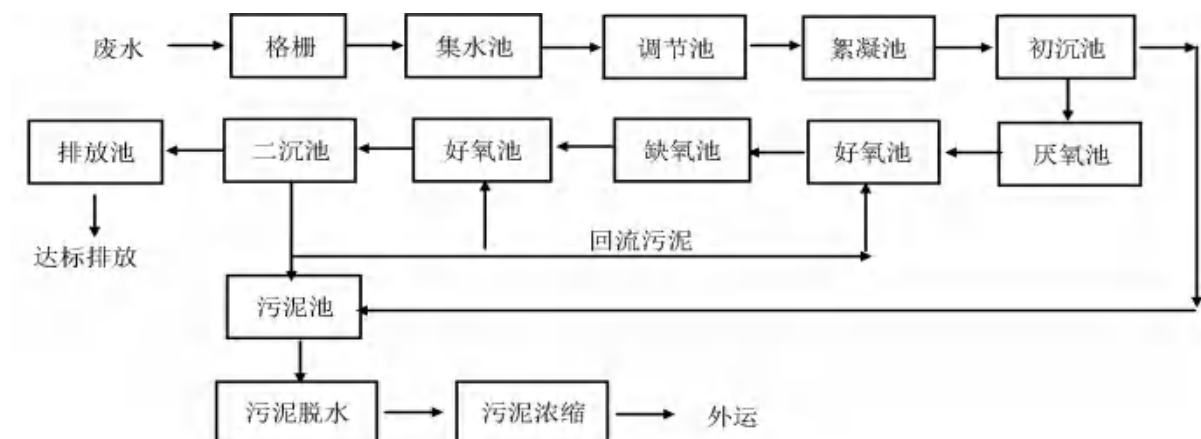 废水
格栅
集水池
调节池
絮凝池
初沉池
排放池
二沉池
好氧池
缺氧池
好氧池
厌氧池
达标排放
回流污泥
污泥池
污泥脱水
污泥浓缩
外运